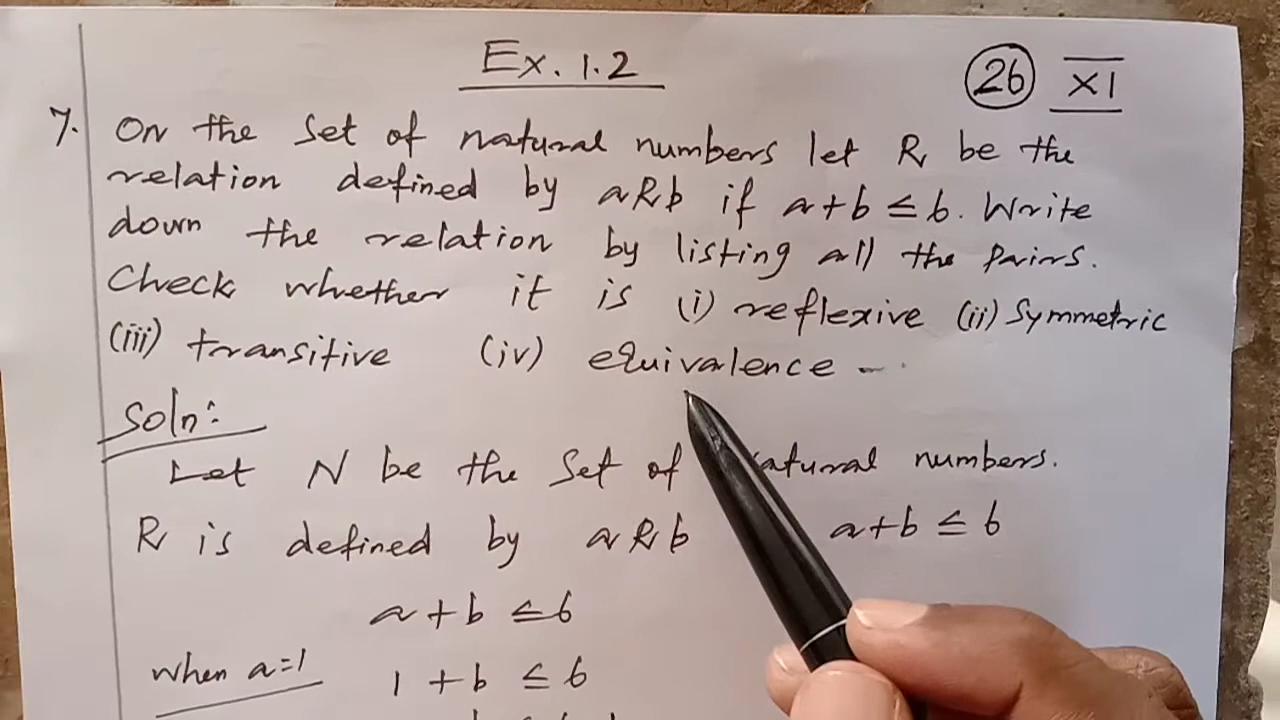 Ex. 1.2
26 XI
7. On the set of natural numbers let R be the
relation defined by aRb if a+b ≤ 6. Write
down the relation by listing all the pairs.
Check whether it is (i) reflexive (ii) Symmetric
(iii) transitive (iv) equivalence
Soln:
Let N be the set of natural numbers.
R is defined by aRb a+b ≤ 6
a+b ≤ 6
when a=1 1+b ≤ 6